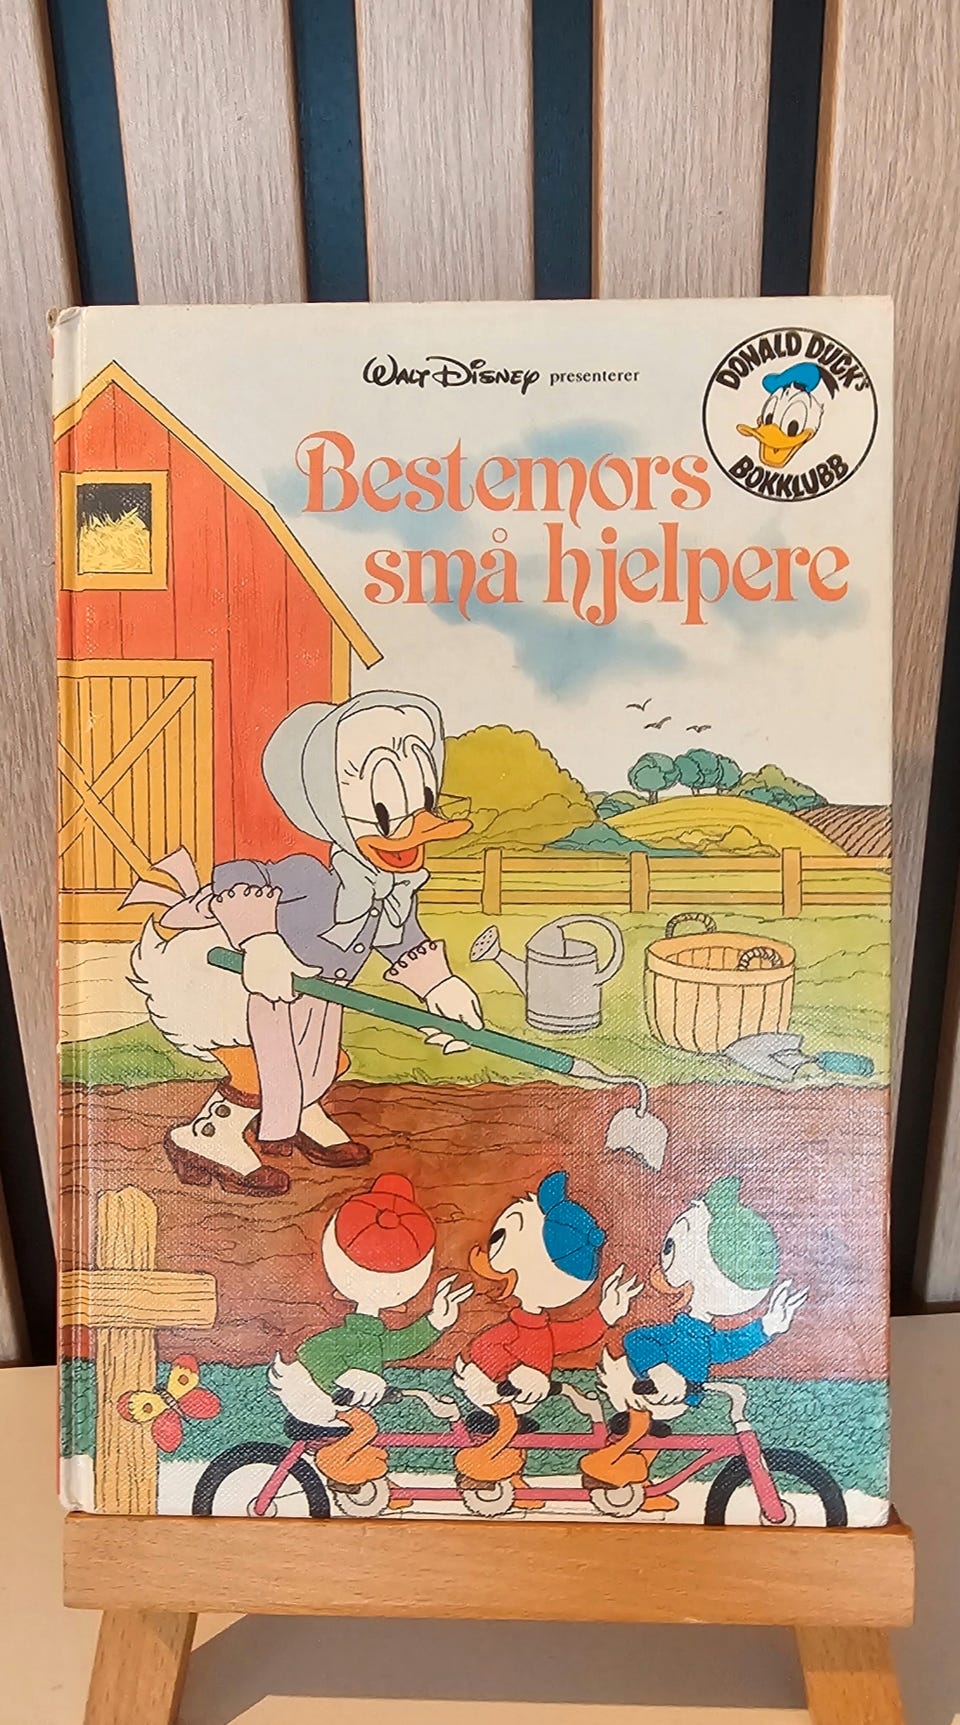 Walt Disney presenterer
DONALD DUCK's
BOKKLUBB
Bestemors
små hjelpere